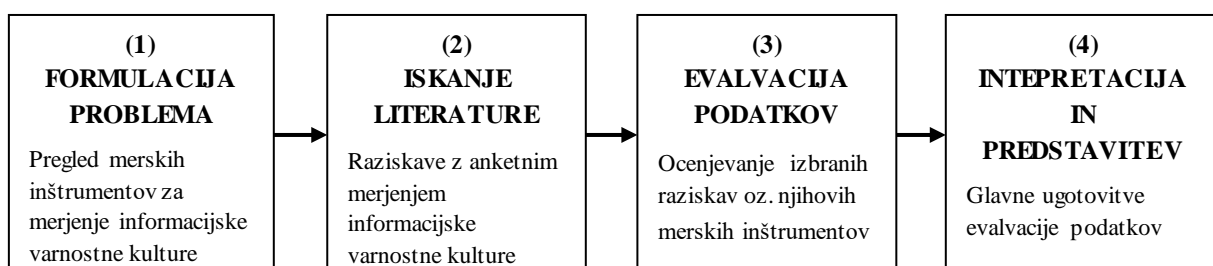 (1)
FORMULACIJA
PROBLEMA
Pregled merskih
inštrumentov za
merjenje informacijske
varnostne kulture
(2)
ISKANJE
LITERATURE
Raziskave z anketnim
merjenjem
informacijske
varnostne kulture
(3)
EVALVACIJA
PODATKOV
Ocenjevanje izbranih
raziskav oz. njihovih
merskih inštrumentov
(4)
INTEPRETACIJA
IN
PREDSTAVITEV
Glavne ugotovitve
evalvacije podatkov